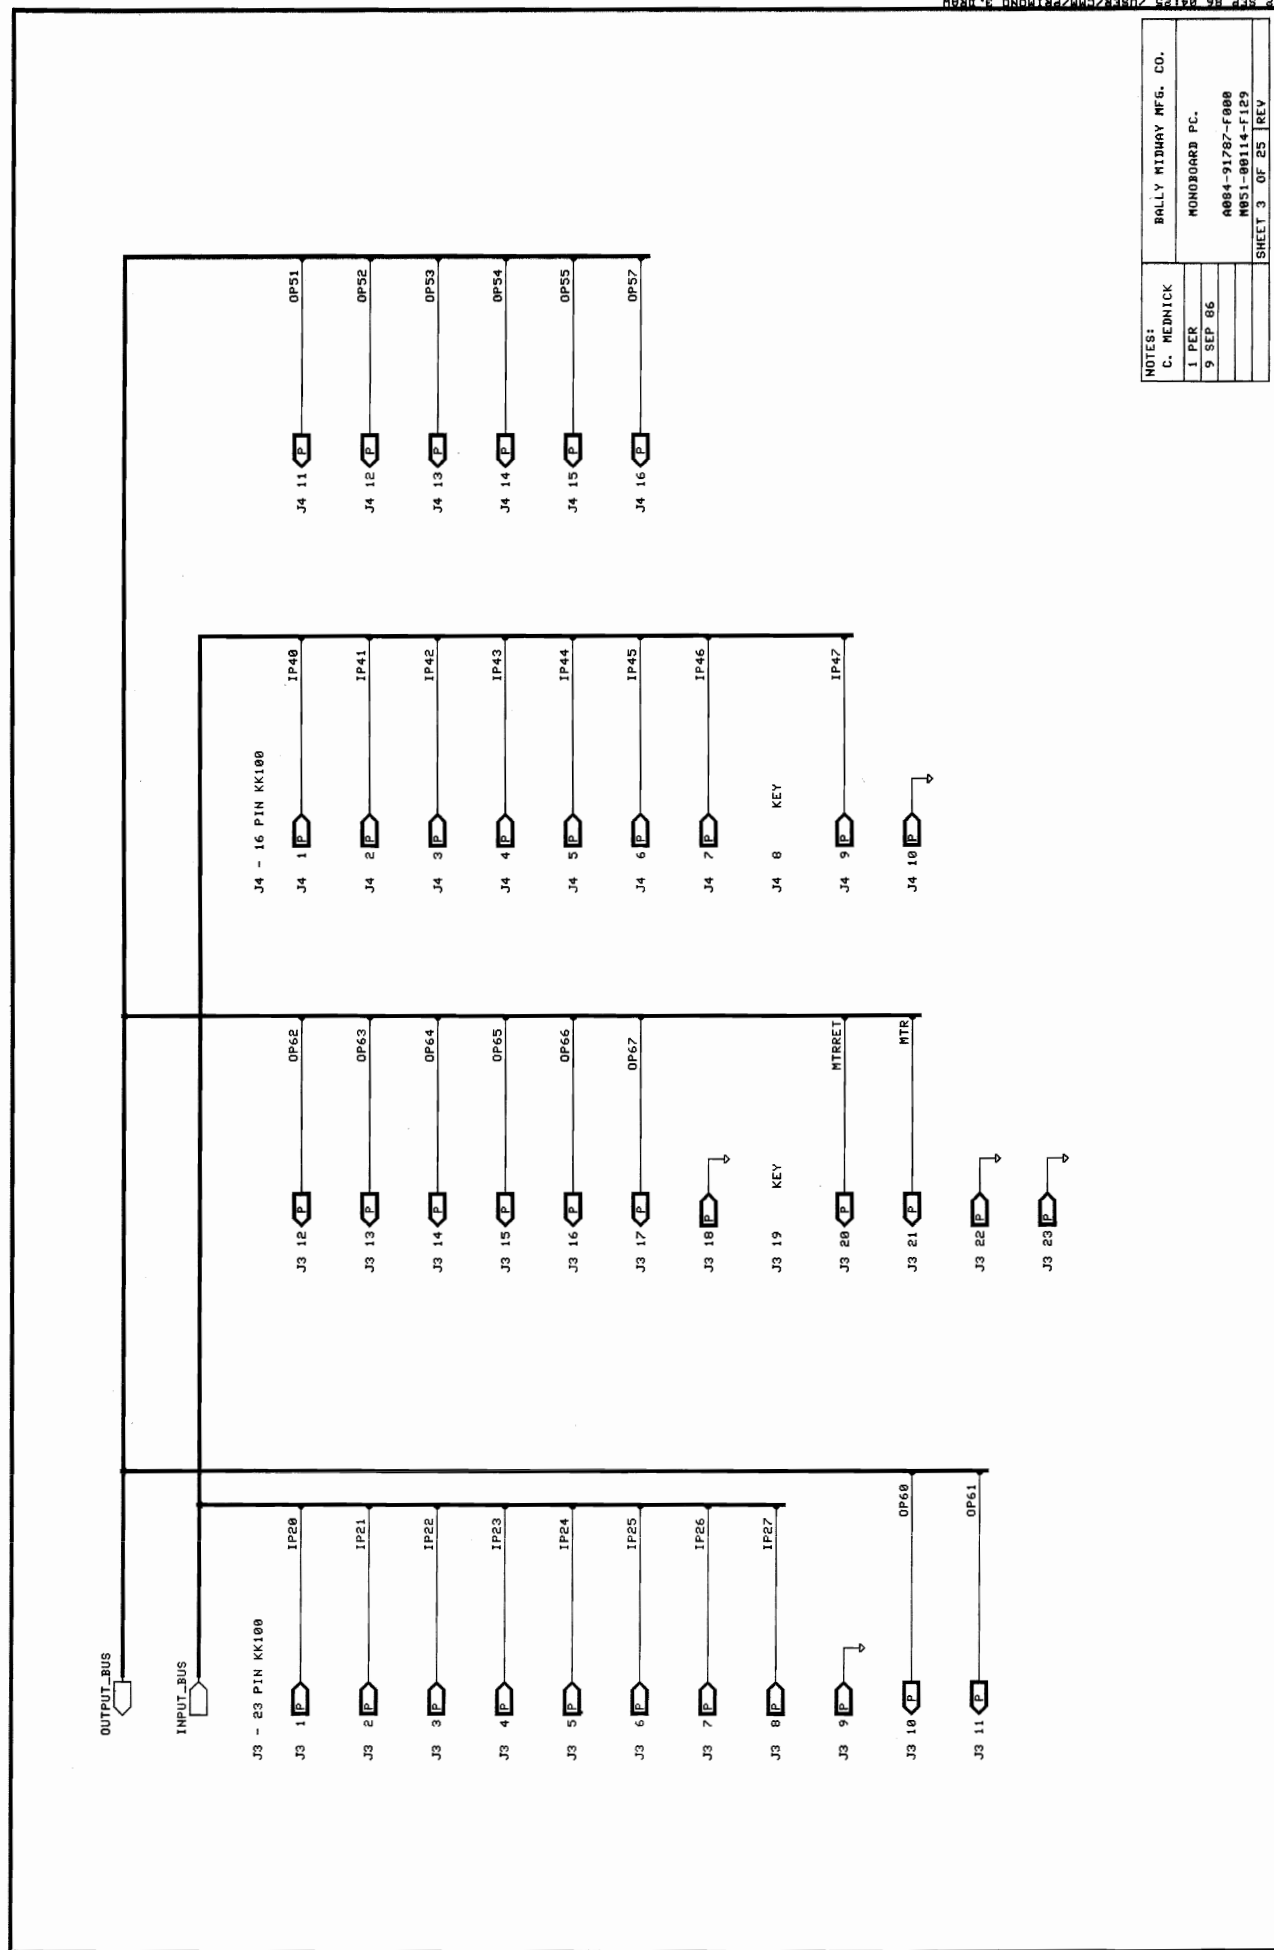 OUTPUT_BUS
INPUT_BUS
J3 - 23 PIN KK100
J3 1 P IP20
J3 2 P IP21
J3 3 P IP22
J3 4 P IP23
J3 5 P IP24
J3 6 P IP25
J3 7 P IP26
J3 8 P IP27
J3 9 P
J3 10 P OP60
J3 11 P OP61
J3 12 P OP62
J3 13 P OP63
J3 14 P OP64
J3 15 P OP65
J3 16 P OP66
J3 17 P OP67
J3 18 P
J3 19 KEY
J3 20 P MTRRET
J3 21 P MTR
J3 22 P
J3 23 P
J4 - 16 PIN KK100
J4 1 P IP40
J4 2 P IP41
J4 3 P IP42
J4 4 P IP43
J4 5 P IP44
J4 6 P IP45
J4 7 P IP46
J4 8 KEY
J4 9 P IP47
J4 10 P
J4 11 P OP51
J4 12 P OP52
J4 13 P OP53
J4 14 P OP54
J4 15 P OP55
J4 16 P OP57
NOTES:
C. MEDNICK
1 PER
9 SEP 86
BALLY MIDWAY MFG. CO.
MONOBOARD PC.
A084-91787-F000
M051-00114-F129
SHEET 3 OF 25 REV